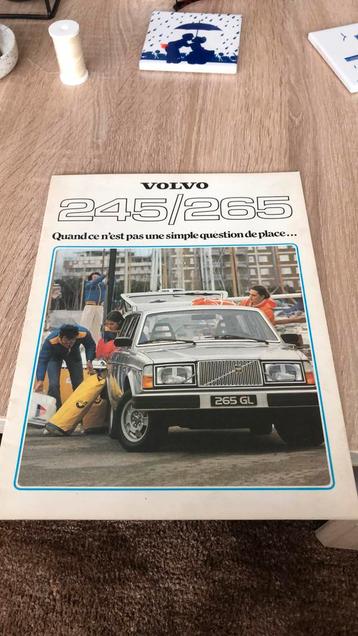 VOLVO
245/265
Quand ce n'est pas une simple question de place...
265 GL